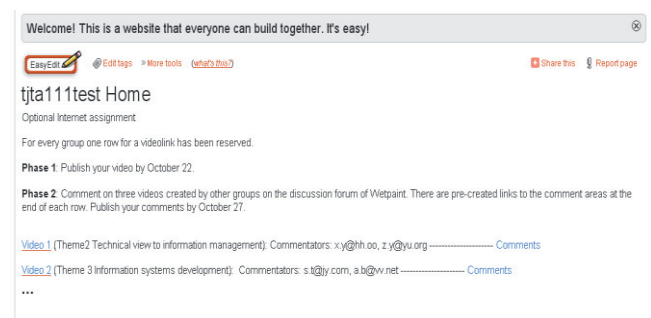 Welcome! This is a website that everyone can build together. It's easy!
EasyEdit Edit tags » More tools (what's this?) Share this Report page
tjta111test Home
Optional Internet assignment
For every group one row for a videolink has been reserved.
Phase 1: Publish your video by October 22.
Phase 2: Comment on three videos created by other groups on the discussion forum of Wetpaint. There are pre-created links to the comment areas at the
end of each row. Publish your comments by October 27.
Video 1 (Theme2 Technical view to information management): Commentators: x.y@hh.oo, z.y@yu.org --------------------- Comments
Video 2 (Theme 3 Information systems development): Commentators: s.t@jy.com, a.b@vv.net --------------------- Comments
...